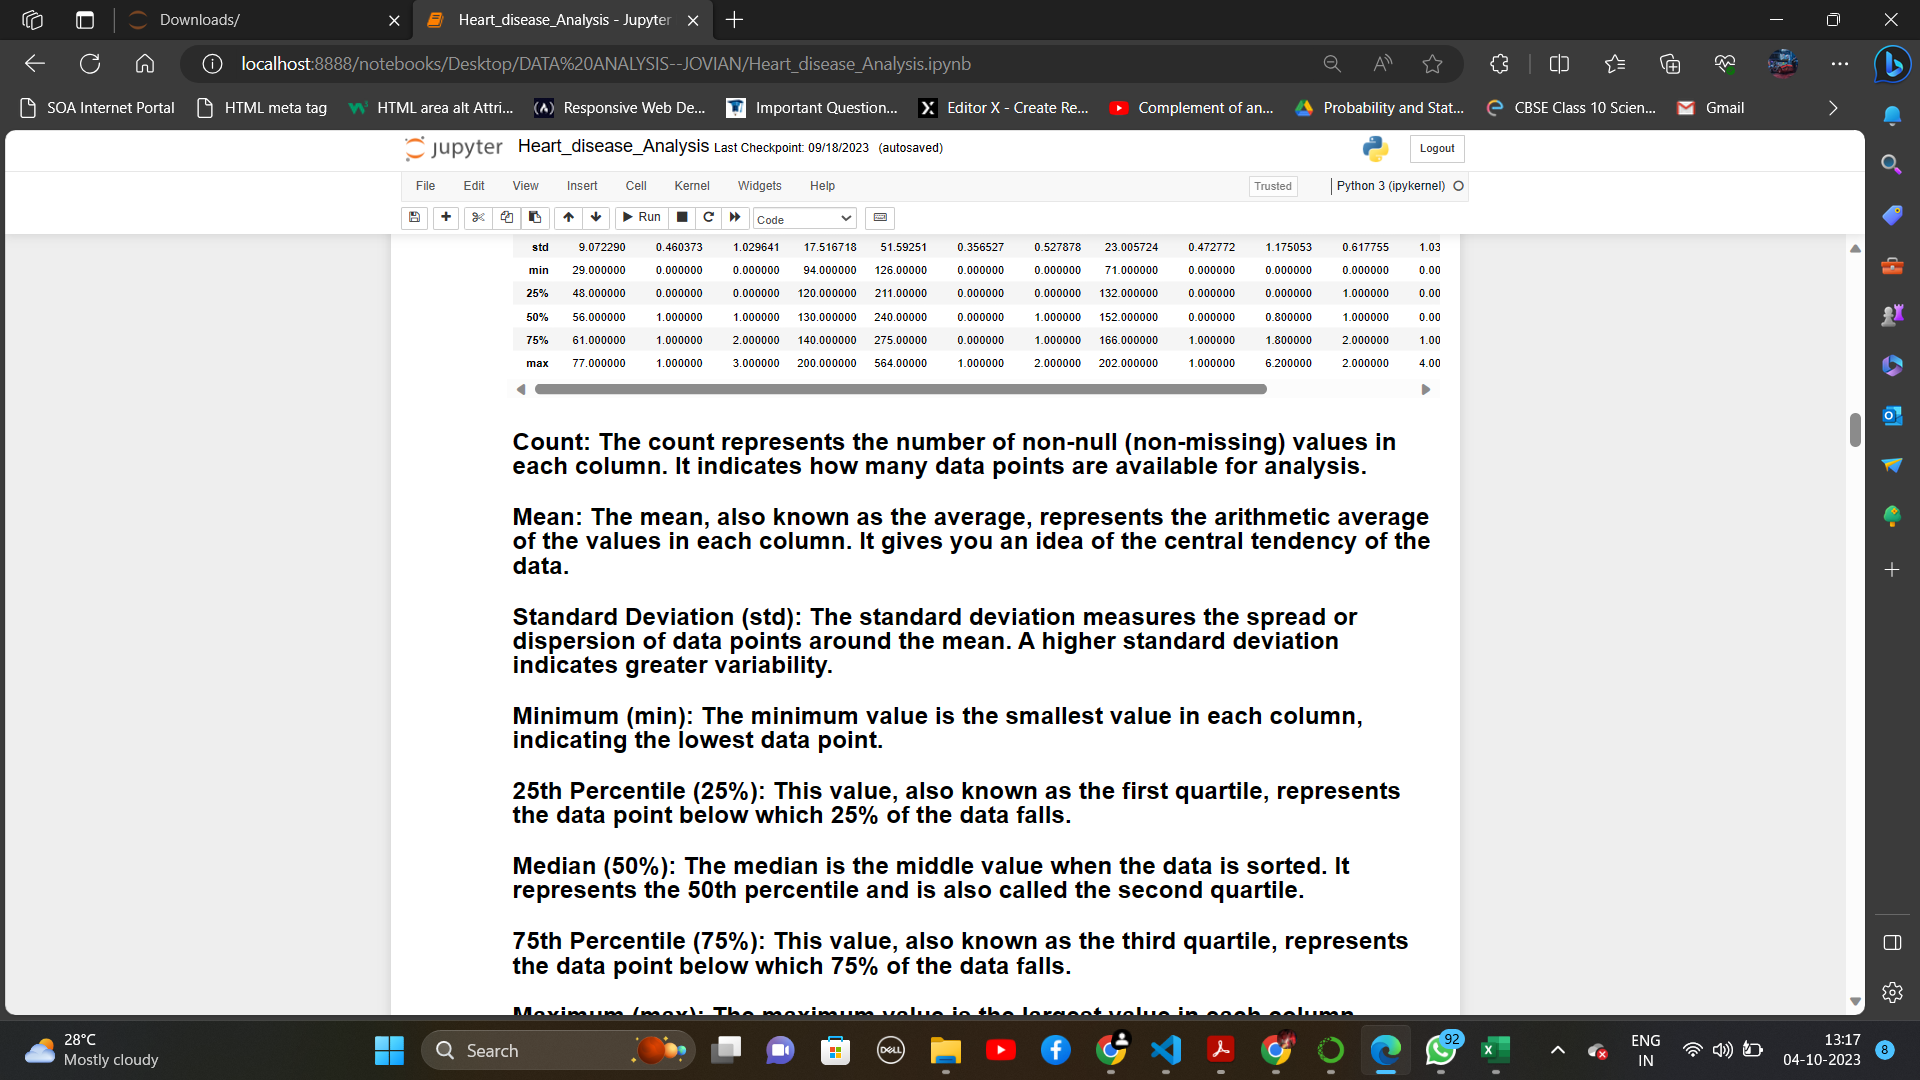 Downloads/
Heart_disease_Analysis - Jupyter
localhost:8888/notebooks/Desktop/DATA%20ANALYSIS--JOVIAN/Heart_disease_Analysis.ipynb
SOA Internet Portal HTML meta tag HTML area alt Attri... Responsive Web De... Important Question... Editor X - Create Re... Complement of an... Probability and Stat... CBSE Class 10 Scien... Gmail
jupyter Heart_disease_Analysis Last Checkpoint: 09/18/2023 (autosaved) Logout
File Edit View Insert Cell Kernel Widgets Help Trusted Python 3 (ipykernel)
Run Code
std 9.072290 0.460373 1.029641 17.516718 51.59251 0.356527 0.527878 23.005724 0.472772 1.175053 0.617755 1.03
min 29.000000 0.000000 0.000000 94.000000 126.00000 0.000000 0.000000 71.000000 0.000000 0.000000 0.000000 0.00
25% 48.000000 0.000000 0.000000 120.000000 211.00000 0.000000 0.000000 132.000000 0.000000 0.000000 1.000000 0.00
50% 56.000000 1.000000 1.000000 130.000000 240.00000 0.000000 1.000000 152.000000 0.000000 0.800000 1.000000 0.00
75% 61.000000 1.000000 2.000000 140.000000 275.00000 0.000000 1.000000 166.000000 1.000000 1.800000 2.000000 1.00
max 77.000000 1.000000 3.000000 200.000000 564.00000 1.000000 2.000000 202.000000 1.000000 6.200000 2.000000 4.00
Count: The count represents the number of non-null (non-missing) values in
each column. It indicates how many data points are available for analysis.
Mean: The mean, also known as the average, represents the arithmetic average
of the values in each column. It gives you an idea of the central tendency of the
data.
Standard Deviation (std): The standard deviation measures the spread or
dispersion of data points around the mean. A higher standard deviation
indicates greater variability.
Minimum (min): The minimum value is the smallest value in each column,
indicating the lowest data point.
25th Percentile (25%): This value, also known as the first quartile, represents
the data point below which 25% of the data falls.
Median (50%): The median is the middle value when the data is sorted. It
represents the 50th percentile and is also called the second quartile.
75th Percentile (75%): This value, also known as the third quartile, represents
the data point below which 75% of the data falls.
Maximum (max): The maximum value is the largest value in each column
28°C
Mostly cloudy
Search
DELL
92
ENG
IN
13:17
04-10-2023
8